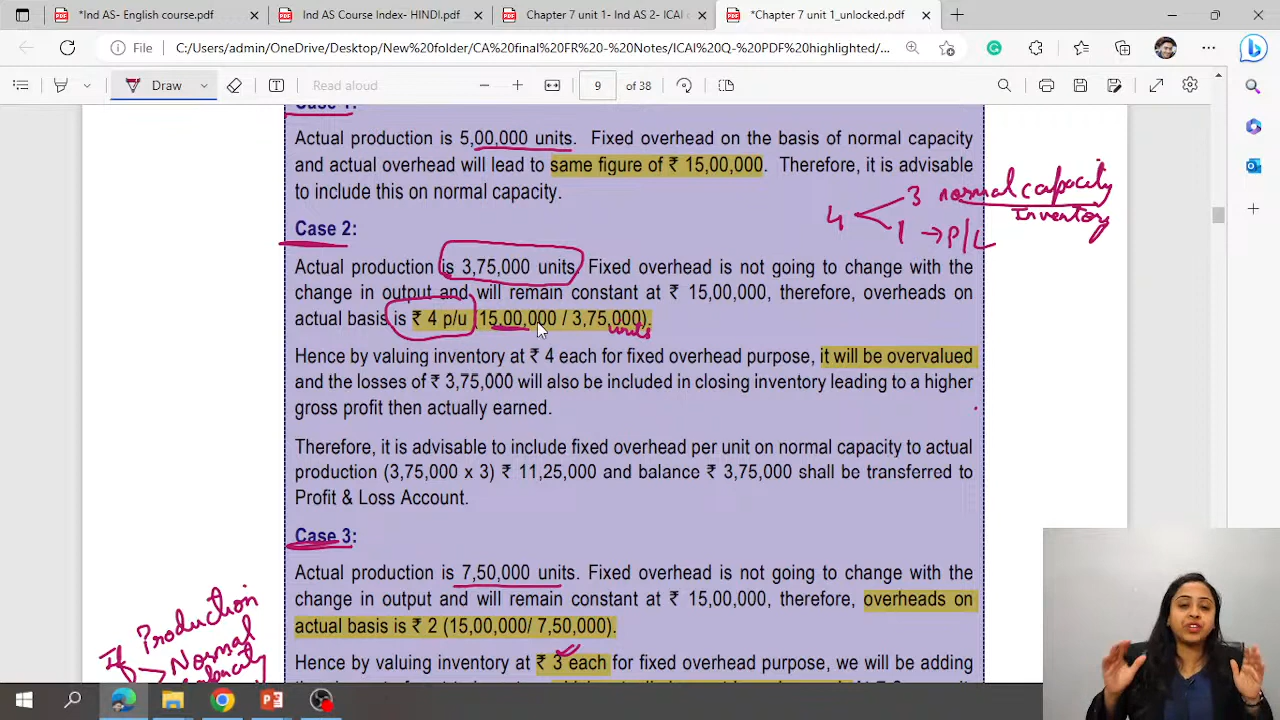 *Ind AS- English course.pdf
Ind AS Course Index- HINDI.pdf
Chapter 7 unit 1- Ind AS 2- ICAI
*Chapter 7 unit 1_unlocked.pdf
File
C:/Users/admin/OneDrive/Desktop/New%20folder/CA%20final%20FR%20-%20Notes/ICAI%20Q-%20PDF%20highlighted/...
Draw
Read aloud
9 of 38
Case 1:
Actual production is 5,00,000 units. Fixed overhead on the basis of normal capacity
and actual overhead will lead to same figure of ₹ 15,00,000. Therefore, it is advisable
to include this on normal capacity.
4 3 normal capacity
Inventory
1 → P/L
Case 2:
Actual production is 3,75,000 units. Fixed overhead is not going to change with the
change in output and will remain constant at ₹ 15,00,000, therefore, overheads on
actual basis is ₹ 4 p/u (15,00,000 / 3,75,000).
units
Hence by valuing inventory at ₹ 4 each for fixed overhead purpose, it will be overvalued
and the losses of ₹ 3,75,000 will also be included in closing inventory leading to a higher
gross profit then actually earned.
Therefore, it is advisable to include fixed overhead per unit on normal capacity to actual
production (3,75,000 x 3) ₹ 11,25,000 and balance ₹ 3,75,000 shall be transferred to
Profit & Loss Account.
Case 3:
Actual production is 7,50,000 units. Fixed overhead is not going to change with the
change in output and will remain constant at ₹ 15,00,000, therefore, overheads on
actual basis is ₹ 2 (15,00,000/ 7,50,000).
Hence by valuing inventory at ₹ 3 each for fixed overhead purpose, we will be adding
If Production
> Normal
capacity